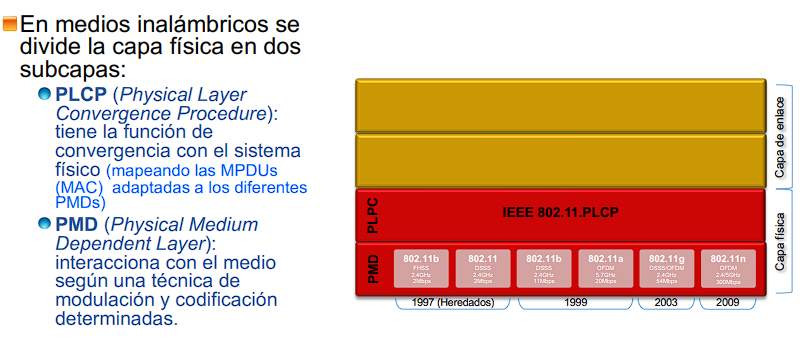 En medios inalámbricos se
divide la capa física en dos
subcapas:
PLCP (Physical Layer
Convergence Procedure):
tiene la función de
convergencia con el sistema
físico (mapeando las MPDUs
(MAC) adaptadas a los diferentes
PMDs)
PMD (Physical Medium
Dependent Layer):
interacciona con el medio
según una técnica de
modulación y codificación
determinadas.
Capa de enlace
PLPC
IEEE 802.11.PLCP
Capa física
PMD
802.11b
FHSS
2.4GHz
2Mbps
802.11
DSSS
2.4GHz
2Mbps
802.11b
DSSS
2.4GHz
11Mbps
802.11a
OFDM
5.7GHz
20Mbps
802.11g
DSSS/OFDM
2.4GHz
54Mbps
802.11n
OFDM
2.4/5GHz
300Mbps
1997 (Heredados)
1999
2003
2009